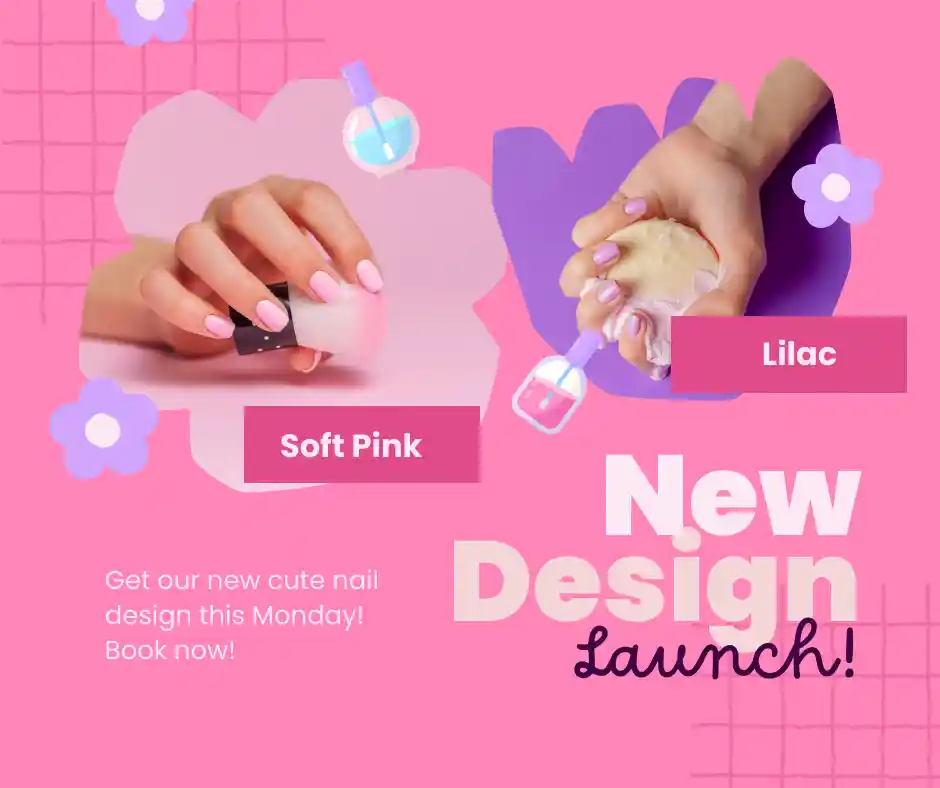 Lilac
Soft Pink
New
Design
Launch!
Get our new cute nail
design this Monday!
Book now!